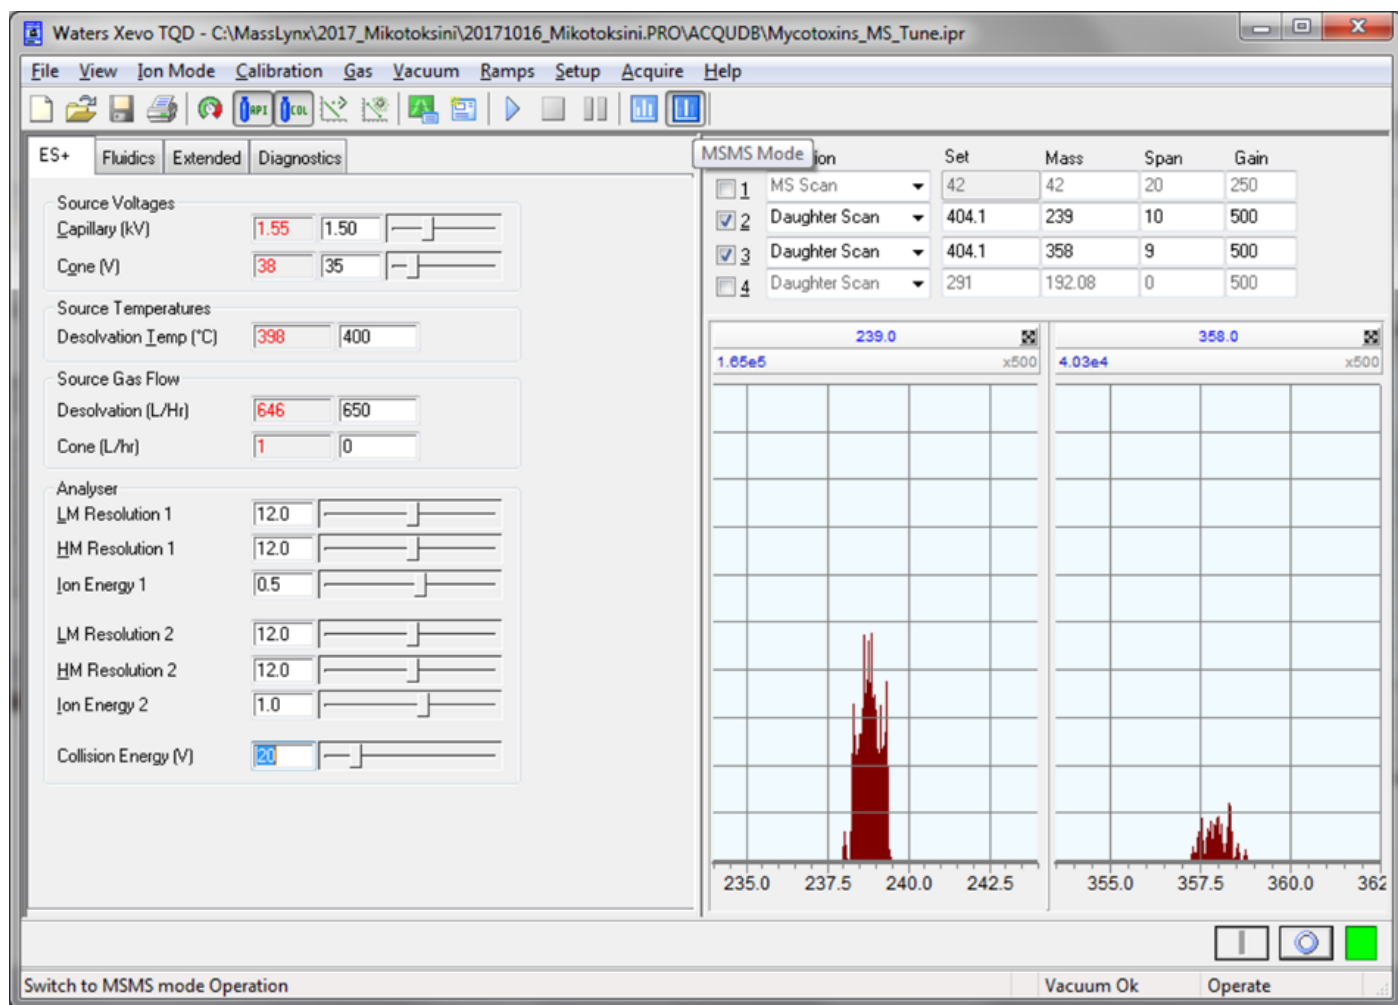 Waters Xevo TQD - C:\MassLynx\2017_Mikotoksini\20171016_Mikotoksini.PRO\ACQUDB\Mycotoxins_MS_Tune.ipr
File View Ion Mode Calibration Gas Vacuum Ramps Setup Acquire Help
API COL
ES+ Fluidics Extended Diagnostics
Source Voltages
Capillary (kV) 1.55 1.50
Cone (V) 38 35
Source Temperatures
Desolvation Temp (°C) 398 400
Source Gas Flow
Desolvation (L/Hr) 646 650
Cone (L/hr) 1 0
Analyser
LM Resolution 1 12.0
HM Resolution 1 12.0
Ion Energy 1 0.5
LM Resolution 2 12.0
HM Resolution 2 12.0
Ion Energy 2 1.0
Collision Energy (V) 20
MSMS Mode ion Set Mass Span Gain
1 MS Scan 42 42 20 250
2 Daughter Scan 404.1 239 10 500
3 Daughter Scan 404.1 358 9 500
4 Daughter Scan 291 192.08 0 500
239.0
1.65e5 x500
235.0 237.5 240.0 242.5
358.0
4.03e4 x500
355.0 357.5 360.0 362
Switch to MSMS mode Operation Vacuum Ok Operate